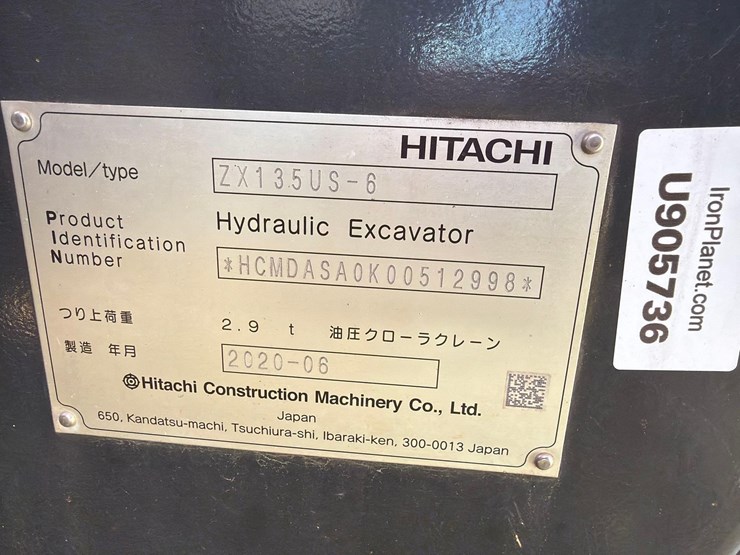 HITACHI
Model/type ZX135US-6
Product Identification Number
Hydraulic Excavator
*HCMDASA0K00512998*
つり上荷重 2.9 t 油圧クローラクレーン
製造 年月 2020-06
Hitachi Construction Machinery Co., Ltd.
Japan
650, Kandatsu-machi, Tsuchiura-shi, Ibaraki-ken, 300-0013 Japan
IronPlanet.com
U905736